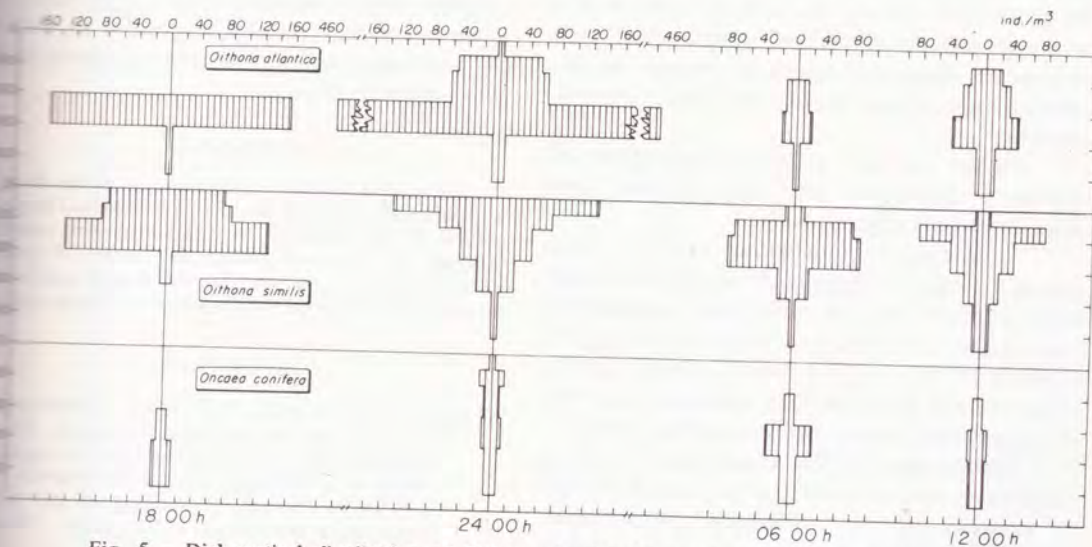 ind./m³
160 120 80 40 0 40 80 120 160 460 160 120 80 40 0 40 80 120 160 460 80 40 0 40 80 80 40 0 40 80
Oithona atlantica
Oithona similis
Oncaea conifera
18 00 h 24 00 h 06 00 h 12 00 h